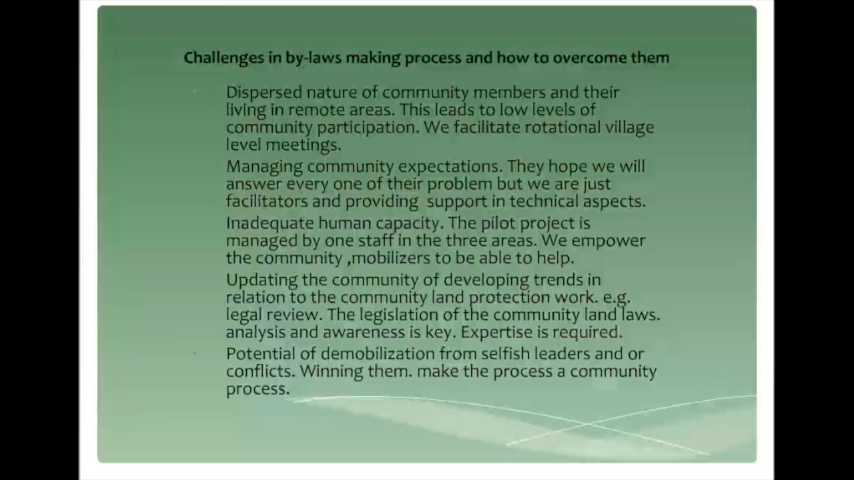 Challenges in by-laws making process and how to overcome them
Dispersed nature of community members and their
living in remote areas. This leads to low levels of
community participation. We facilitate rotational village
level meetings.
Managing community expectations. They hope we will
answer every one of their problem but we are just
facilitators and providing support in technical aspects.
Inadequate human capacity. The pilot project is
managed by one staff in the three areas. We empower
the community ,mobilizers to be able to help.
Updating the community of developing trends in
relation to the community land protection work. e.g.
legal review. The legislation of the community land laws.
analysis and awareness is key. Expertise is required.
Potential of demobilization from selfish leaders and or
conflicts. Winning them. make the process a community
process.